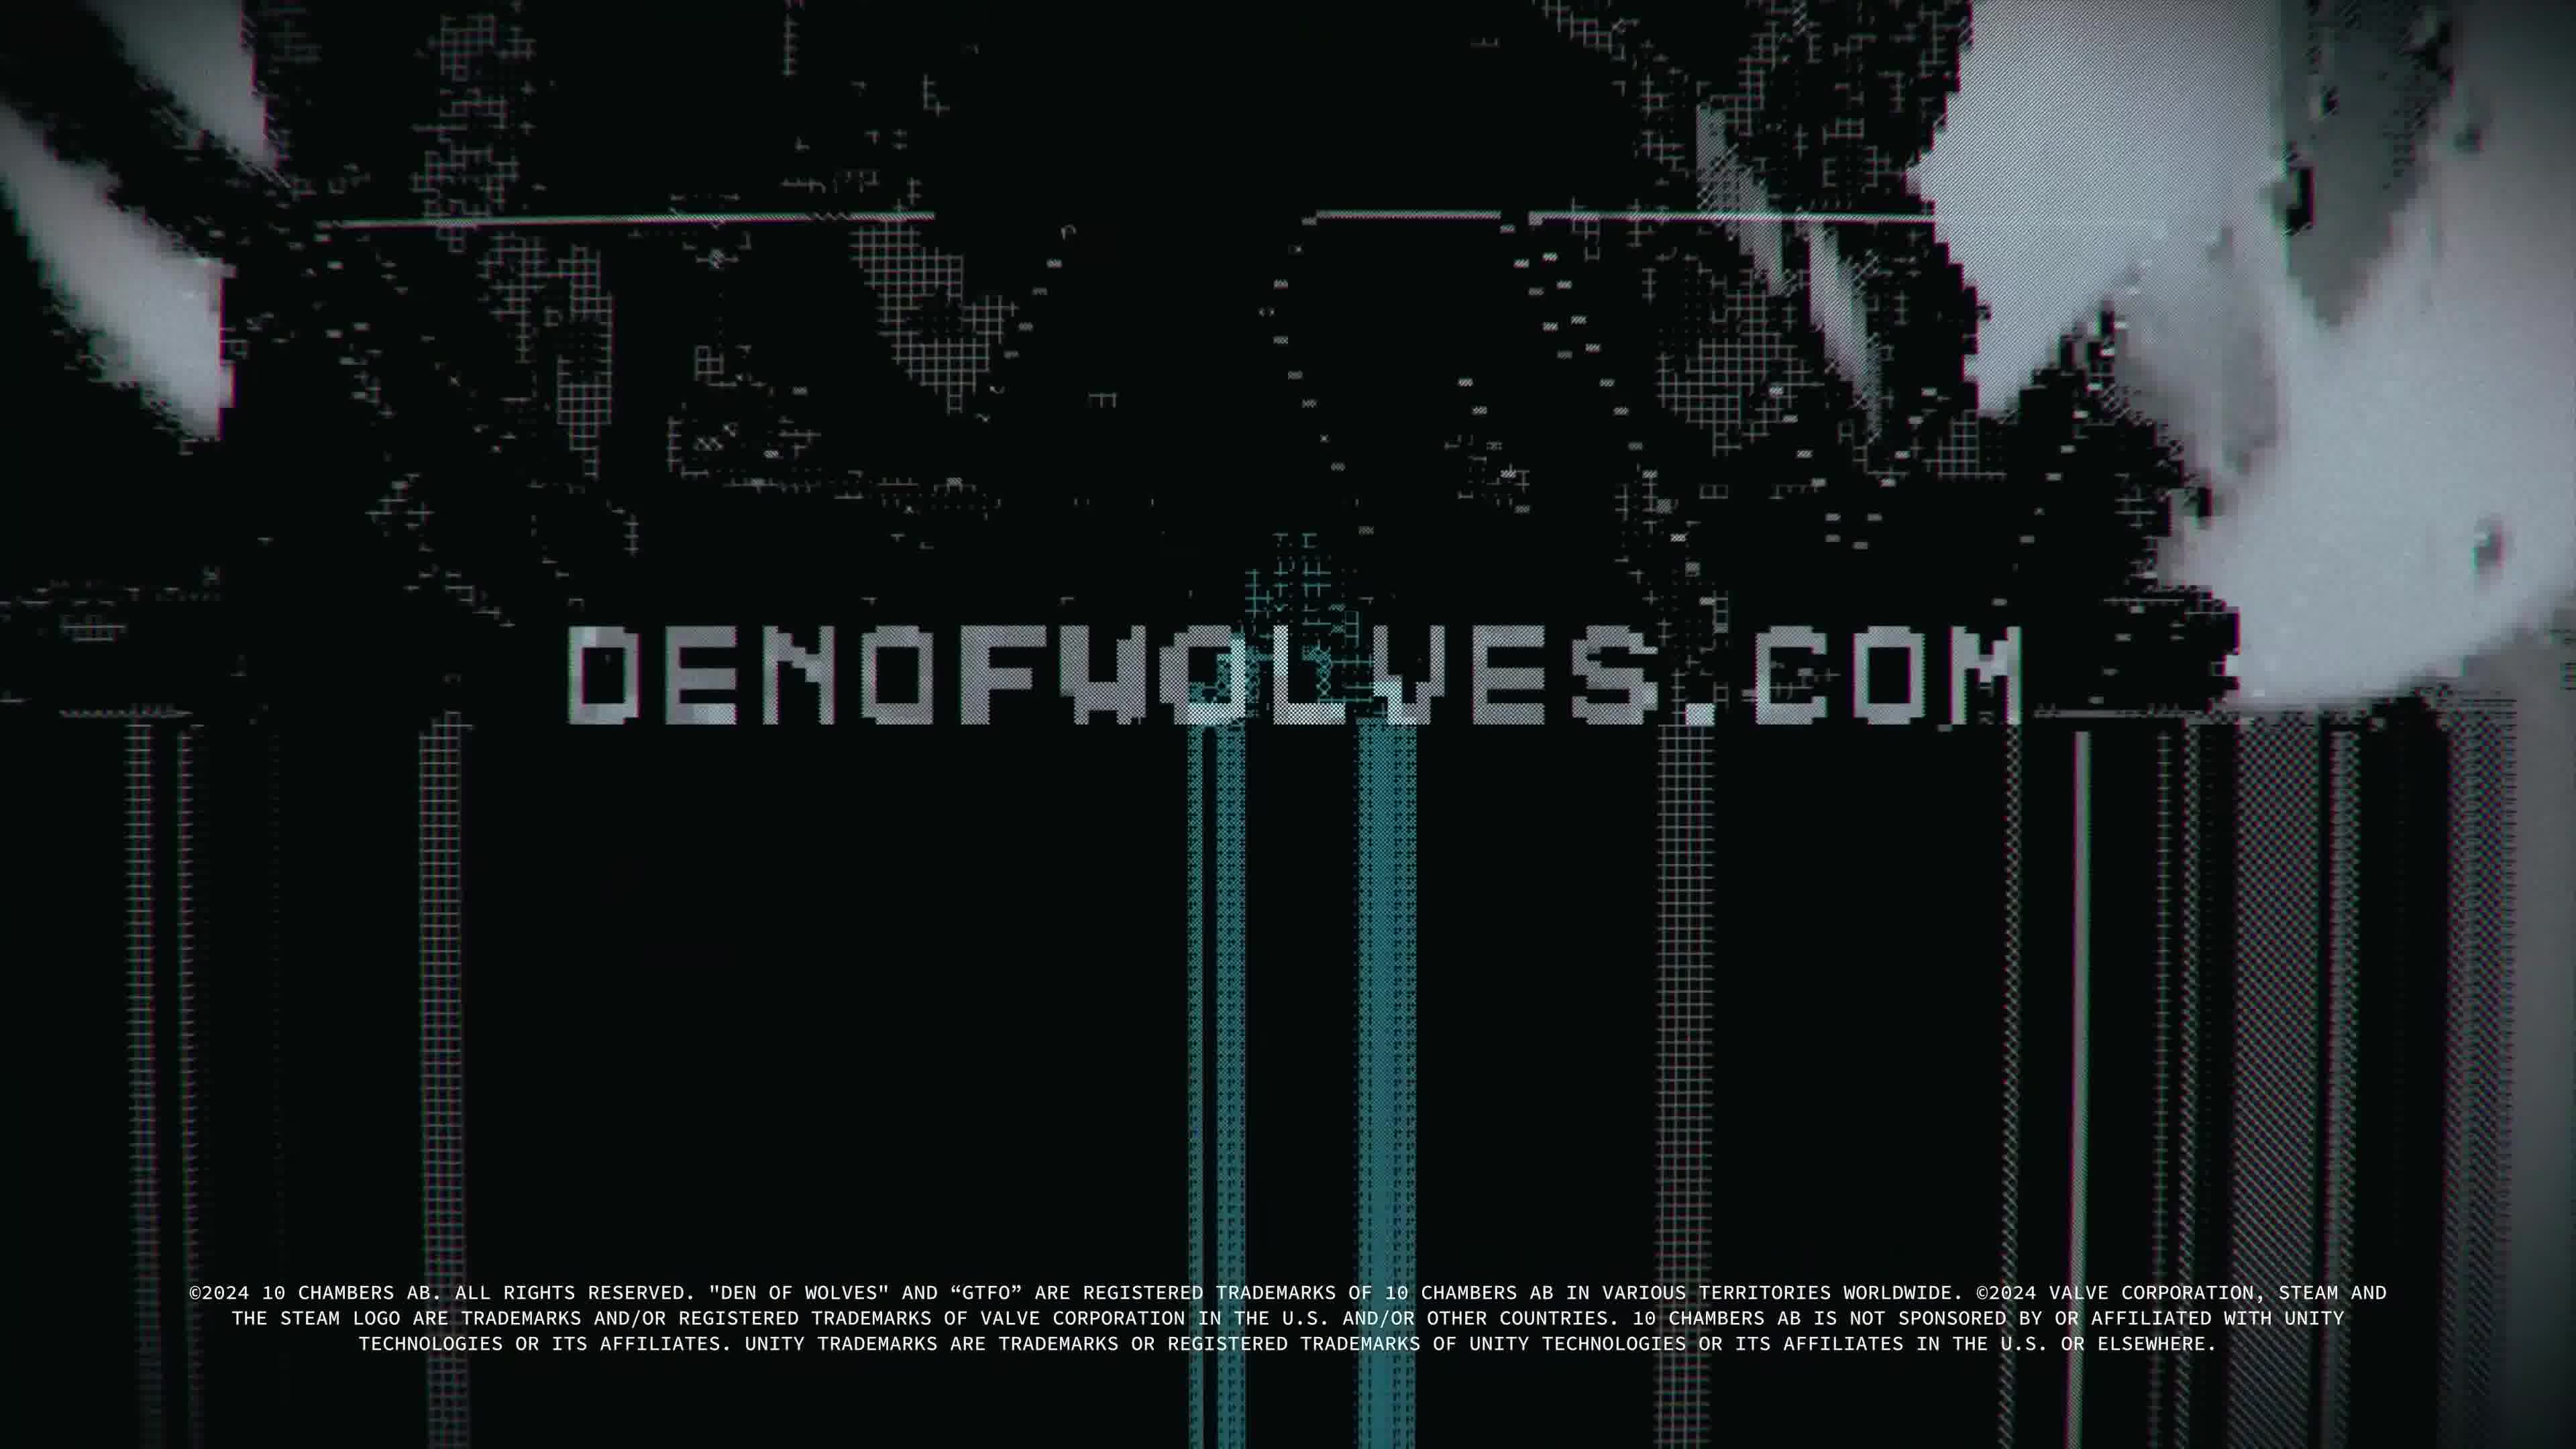 DENOFWOLVES.COM
©2024 10 CHAMBERS AB. ALL RIGHTS RESERVED. "DEN OF WOLVES" AND “GTFO” ARE REGISTERED TRADEMARKS OF 10 CHAMBERS AB IN VARIOUS TERRITORIES WORLDWIDE. ©2024 VALVE CORPORATION, STEAM AND
THE STEAM LOGO ARE TRADEMARKS AND/OR REGISTERED TRADEMARKS OF VALVE CORPORATION IN THE U.S. AND/OR OTHER COUNTRIES. 10 CHAMBERS AB IS NOT SPONSORED BY OR AFFILIATED WITH UNITY
TECHNOLOGIES OR ITS AFFILIATES. UNITY TRADEMARKS ARE TRADEMARKS OR REGISTERED TRADEMARKS OF UNITY TECHNOLOGIES OR ITS AFFILIATES IN THE U.S. OR ELSEWHERE.